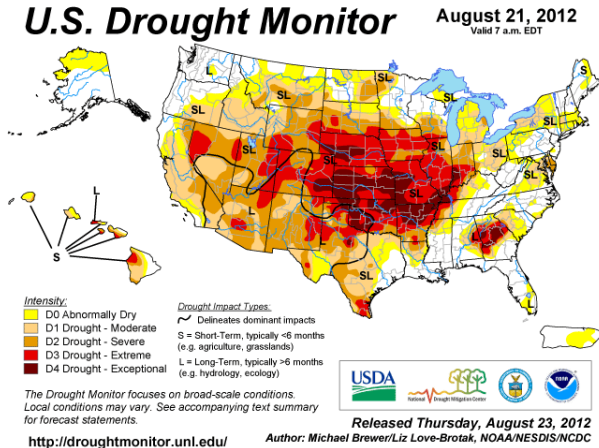 U.S. Drought Monitor
August 21, 2012
Valid 7 a.m. EDT
L
SL
SL
SL
SL
S
SL
SL
SL
SL
SL
L
L
L
SL
L
L
S
Intensity:
D0 Abnormally Dry
D1 Drought - Moderate
D2 Drought - Severe
D3 Drought - Extreme
D4 Drought - Exceptional
Drought Impact Types:
Delineates dominant impacts
S = Short-Term, typically <6 months
(e.g. agriculture, grasslands)
L = Long-Term, typically >6 months
(e.g. hydrology, ecology)
The Drought Monitor focuses on broad-scale conditions.
Local conditions may vary. See accompanying text summary
for forecast statements.
http://droughtmonitor.unl.edu/
USDA
National Drought Mitigation Center
NOAA
Released Thursday, August 23, 2012
Author: Michael Brewer/Liz Love-Brotak, NOAA/NESDIS/NCDC